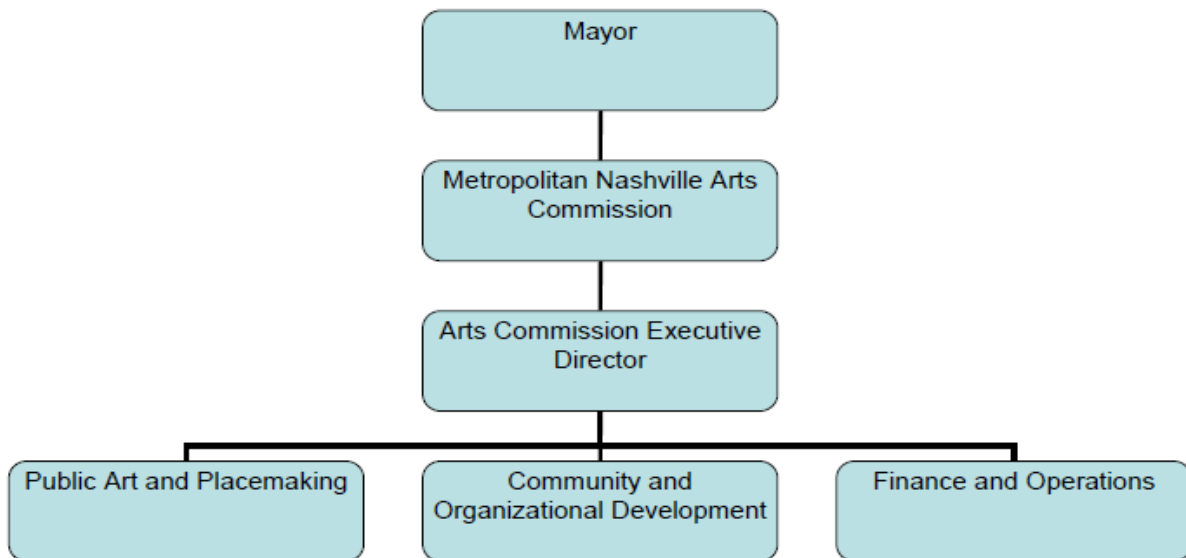 Mayor
Metropolitan Nashville Arts
Commission
Arts Commission Executive
Director
Public Art and Placemaking
Community and
Organizational Development
Finance and Operations